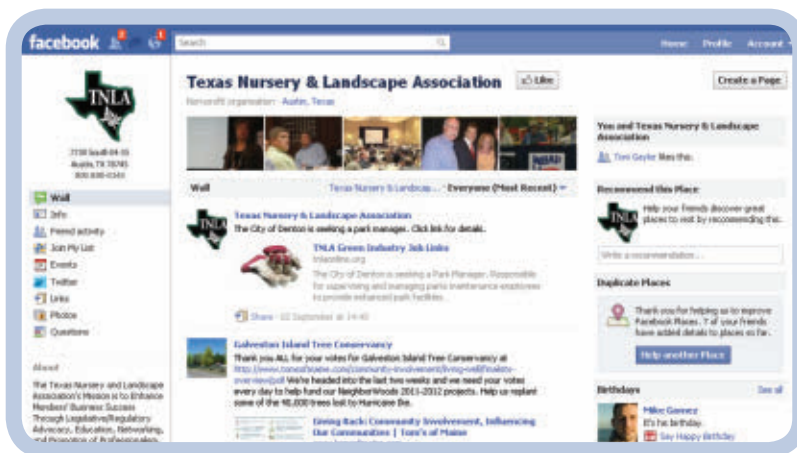 facebook
Search
Home Profile Account
TNLA
Austin, TX 78745
Wall
Info
Friend activity
Join My List
Events
Twitter
Links
Photos
Questions
About
The Texas Nursery and Landscape
Association's Mission is to Enhance
Members' Business Success
Through Legislative/Regulatory
Advocacy, Education, Networking,
and Promotion of Professionalism.
Texas Nursery & Landscape Association
Like
Create a Page
Non-profit organization · Austin, Texas
Wall
Texas Nursery & Landscap... · Everyone (Most Recent)
TNLA
Texas Nursery & Landscape Association
The City of Denton is seeking a park manager. Click link for details.
TNLA Green Industry Job Links
tnlaonline.org
The City of Denton is seeking a Park Manager. Responsible
for supervising and managing parts maintenance employees
to provide enhanced park facilities.
Share · 02 September at 14:40
Galveston Island Tree Conservancy
Thank you ALL for your votes for Galveston Island Tree Conservancy at
We're headed into the last two weeks and we need your votes
every day to help fund our NeighborWoods 2011-2012 projects. Help us replant
some of the 40,000 trees lost to Hurricane Ike.
Giving Back: Community Involvement, Influencing
Our Communities | Tom's of Maine
You and Texas Nursery & Landscape
Association
Toni Gayler likes this.
Recommend this Place
TNLA
Help your friends discover great
places to visit by recommending this.
Write a recommendation...
Duplicate Places
Thank you for helping us to improve
Facebook Places. 7 of your friends
have added details to places so far.
Help another Place
Birthdays
See all
Mike Gamez
It's his birthday.
Say Happy Birthday